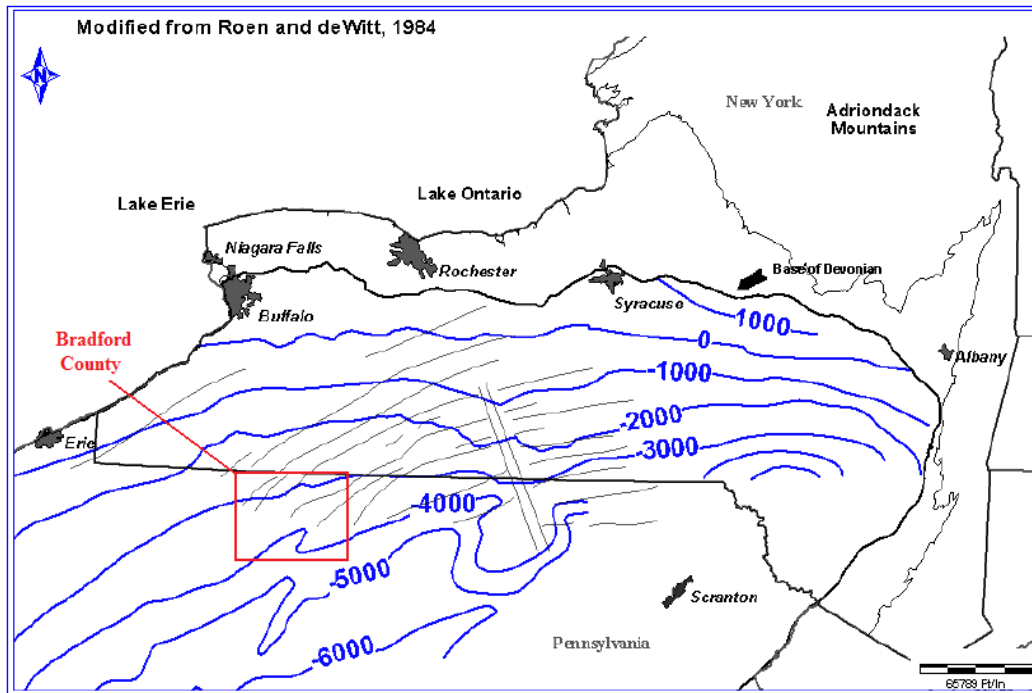 Modified from Roen and deWitt, 1984
N
New York
Adriondack
Mountains
Lake Ontario
Lake Erie
Niagara Falls
Rochester
Base of Devonian
Syracuse
Buffalo
1000
Bradford
County
0
Albany
-1000
-2000
Erie
-3000
-4000
-5000
Scranton
Pennsylvania
-6000
65789 Ft/In